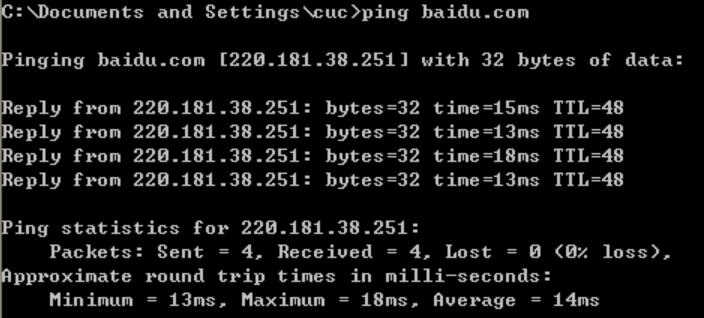 C:\Documents and Settings\cuc>ping baidu.com
Pinging baidu.com [220.181.38.251] with 32 bytes of data:
Reply from 220.181.38.251: bytes=32 time=15ms TTL=48
Reply from 220.181.38.251: bytes=32 time=13ms TTL=48
Reply from 220.181.38.251: bytes=32 time=18ms TTL=48
Reply from 220.181.38.251: bytes=32 time=13ms TTL=48
Ping statistics for 220.181.38.251:
    Packets: Sent = 4, Received = 4, Lost = 0 (0% loss),
Approximate round trip times in milli-seconds:
    Minimum = 13ms, Maximum = 18ms, Average = 14ms